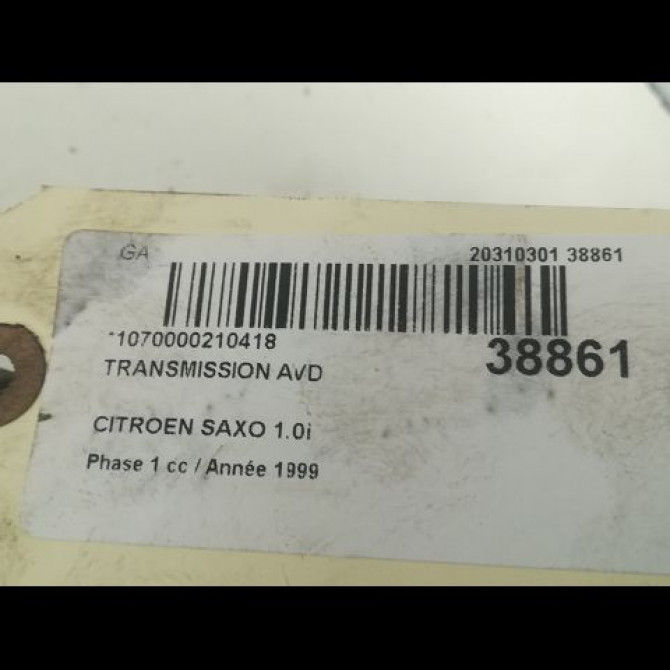 GA 20310301 38861
*1070000210418 38861
TRANSMISSION AVD
CITROEN SAXO 1.0i
Phase 1 cc / Année 1999